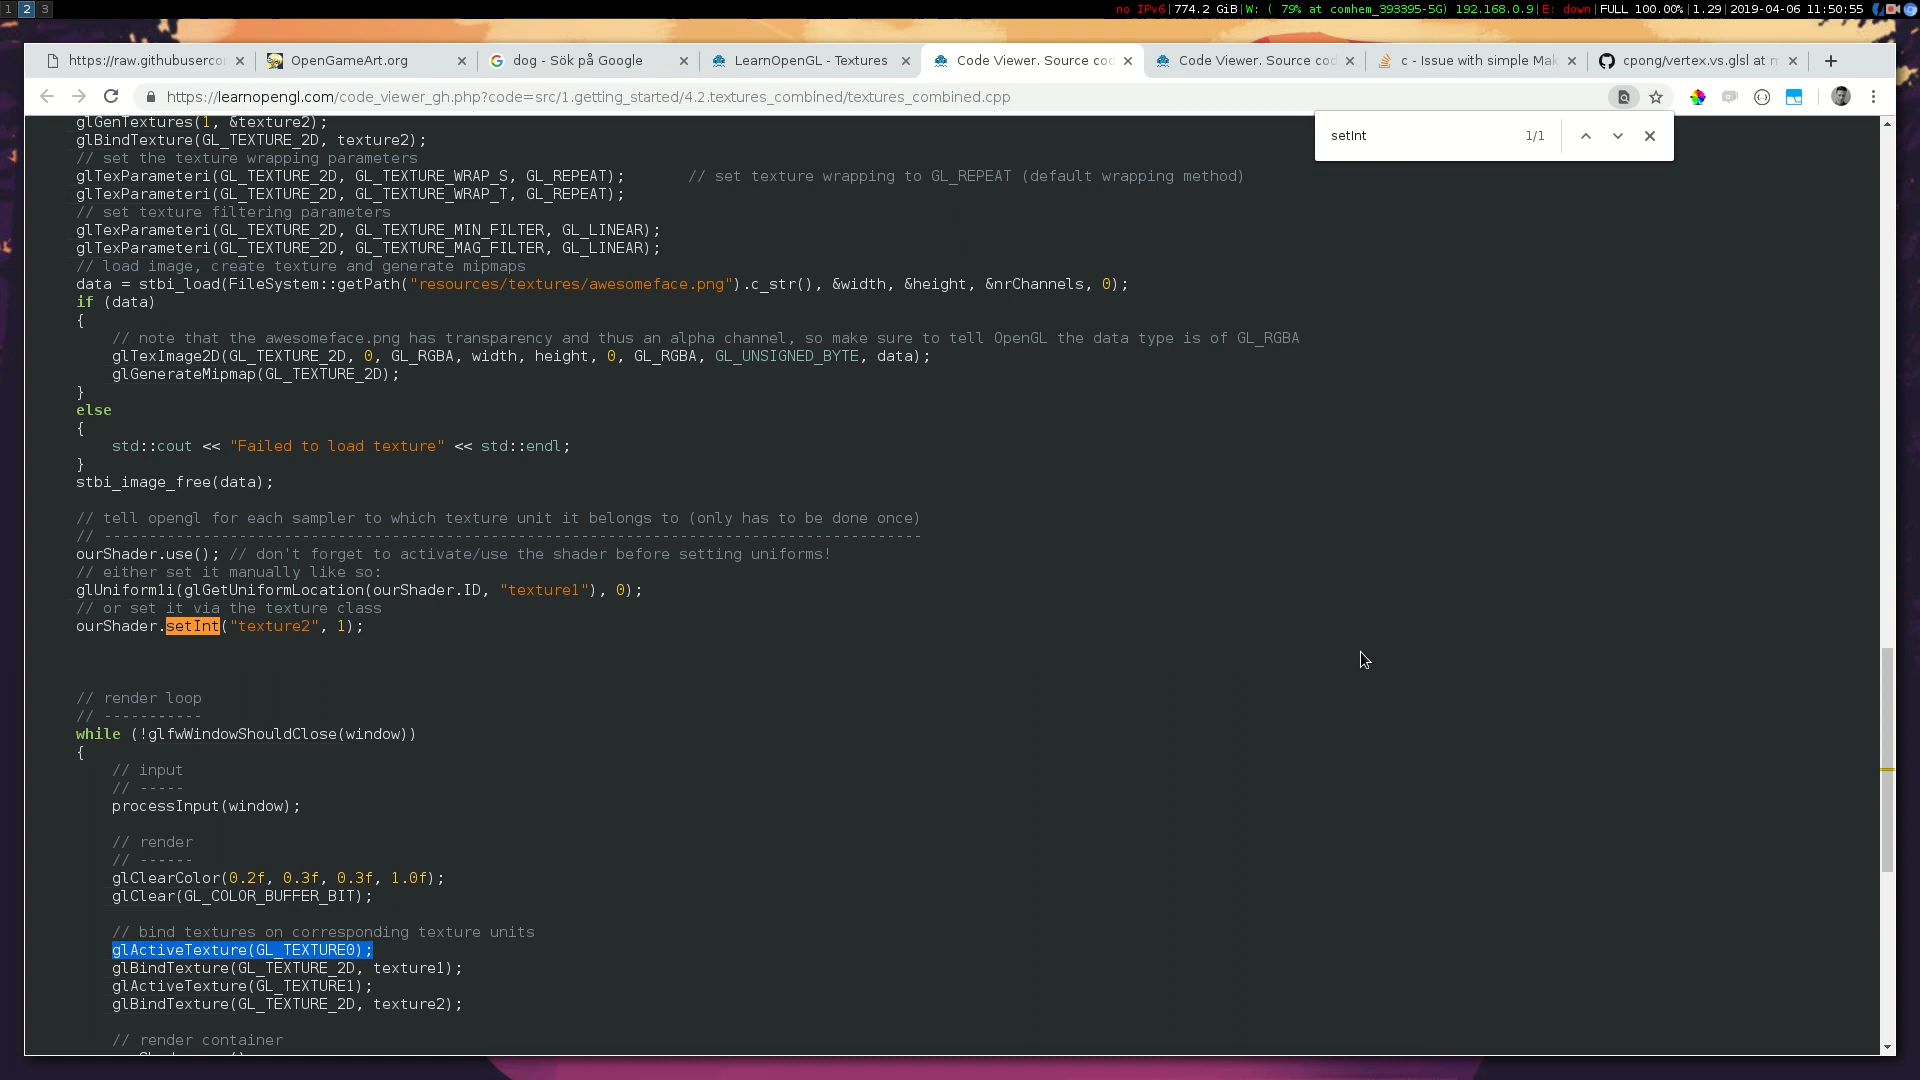 1 2 3 no IPv6|774.2 GiB|W: ( 79% at comhem_393395-5G) 192.168.0.9|E: down|FULL 100.00%|1.29|2019-04-06 11:50:55
https://raw.githubuserco OpenGameArt.org dog - Sök på Google LearnOpenGL - Textures Code Viewer. Source coc Code Viewer. Source cod c - Issue with simple Mak cpong/vertex.vs.glsl at m
https://learnopengl.com/code_viewer_gh.php?code=src/1.getting_started/4.2.textures_combined/textures_combined.cpp
setInt 1/1
glGenTextures(1, &texture2);
glBindTexture(GL_TEXTURE_2D, texture2);
// set the texture wrapping parameters
glTexParameteri(GL_TEXTURE_2D, GL_TEXTURE_WRAP_S, GL_REPEAT);       // set texture wrapping to GL_REPEAT (default wrapping method)
glTexParameteri(GL_TEXTURE_2D, GL_TEXTURE_WRAP_T, GL_REPEAT);
// set texture filtering parameters
glTexParameteri(GL_TEXTURE_2D, GL_TEXTURE_MIN_FILTER, GL_LINEAR);
glTexParameteri(GL_TEXTURE_2D, GL_TEXTURE_MAG_FILTER, GL_LINEAR);
// load image, create texture and generate mipmaps
data = stbi_load(FileSystem::getPath("resources/textures/awesomeface.png").c_str(), &width, &height, &nrChannels, 0);
if (data)
{
    // note that the awesomeface.png has transparency and thus an alpha channel, so make sure to tell OpenGL the data type is of GL_RGBA
    glTexImage2D(GL_TEXTURE_2D, 0, GL_RGBA, width, height, 0, GL_RGBA, GL_UNSIGNED_BYTE, data);
    glGenerateMipmap(GL_TEXTURE_2D);
}
else
{
    std::cout << "Failed to load texture" << std::endl;
}
stbi_image_free(data);
// tell opengl for each sampler to which texture unit it belongs to (only has to be done once)
// -------------------------------------------------------------------------------------------
ourShader.use(); // don't forget to activate/use the shader before setting uniforms!
// either set it manually like so:
glUniform1i(glGetUniformLocation(ourShader.ID, "texture1"), 0);
// or set it via the texture class
ourShader.setInt("texture2", 1);
// render loop
// -----------
while (!glfwWindowShouldClose(window))
{
    // input
    // -----
    processInput(window);
    // render
    // ------
    glClearColor(0.2f, 0.3f, 0.3f, 1.0f);
    glClear(GL_COLOR_BUFFER_BIT);
    // bind textures on corresponding texture units
    glActiveTexture(GL_TEXTURE0);
    glBindTexture(GL_TEXTURE_2D, texture1);
    glActiveTexture(GL_TEXTURE1);
    glBindTexture(GL_TEXTURE_2D, texture2);
    // render container